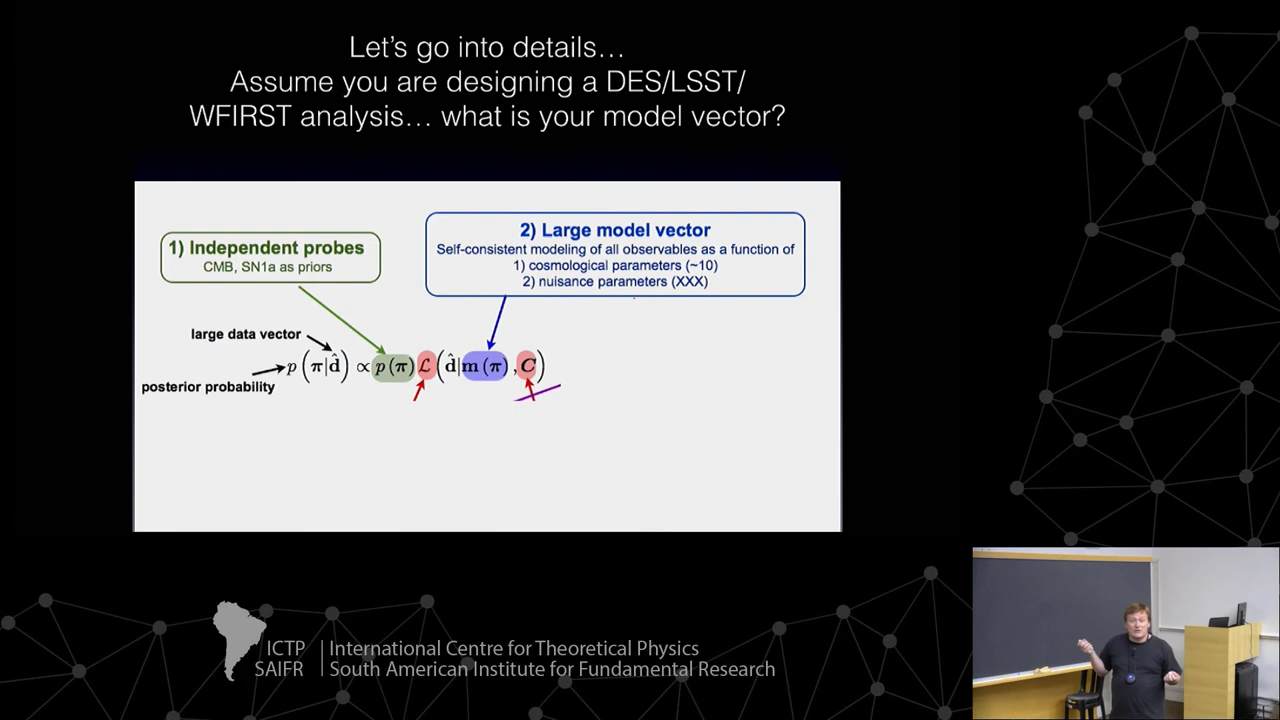 Let's go into details…
Assume you are designing a DES/LSST/
WFIRST analysis… what is your model vector?
1) Independent probes
CMB, SN1a as priors
2) Large model vector
Self-consistent modeling of all observables as a function of
1) cosmological parameters (~10)
2) nuisance parameters (XXX)
large data vector
p(π|d̂) ∝ p(π) ℒ(d̂|m(π), C)
posterior probability
ICTP
SAIFR
International Centre for Theoretical Physics
South American Institute for Fundamental Research